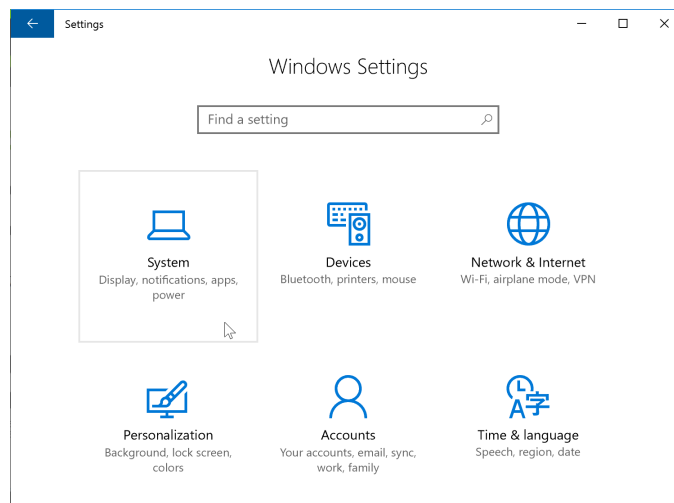 Settings
Windows Settings
Find a setting
System
Display, notifications, apps,
power
Devices
Bluetooth, printers, mouse
Network & Internet
Wi-Fi, airplane mode, VPN
Personalization
Background, lock screen,
colors
Accounts
Your accounts, email, sync,
work, family
A字
Time & language
Speech, region, date